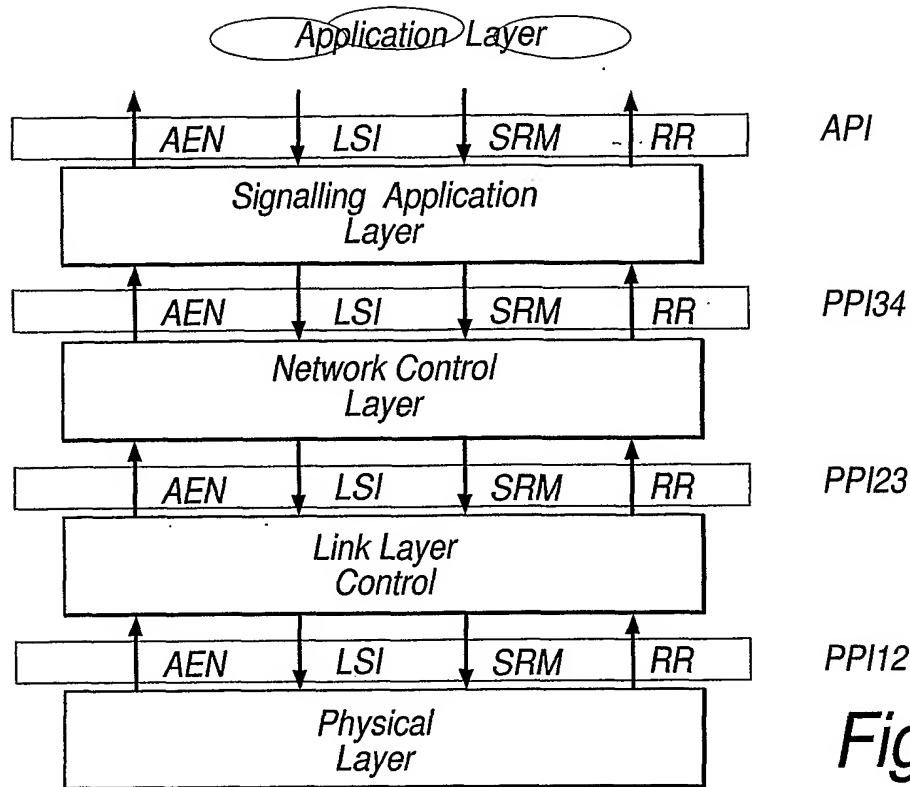 Application Layer
AEN LSI SRM RR API
Signalling Application
Layer
AEN LSI SRM RR PPI34
Network Control
Layer
AEN LSI SRM RR PPI23
Link Layer
Control
AEN LSI SRM RR PPI12
Physical
Layer
Fig